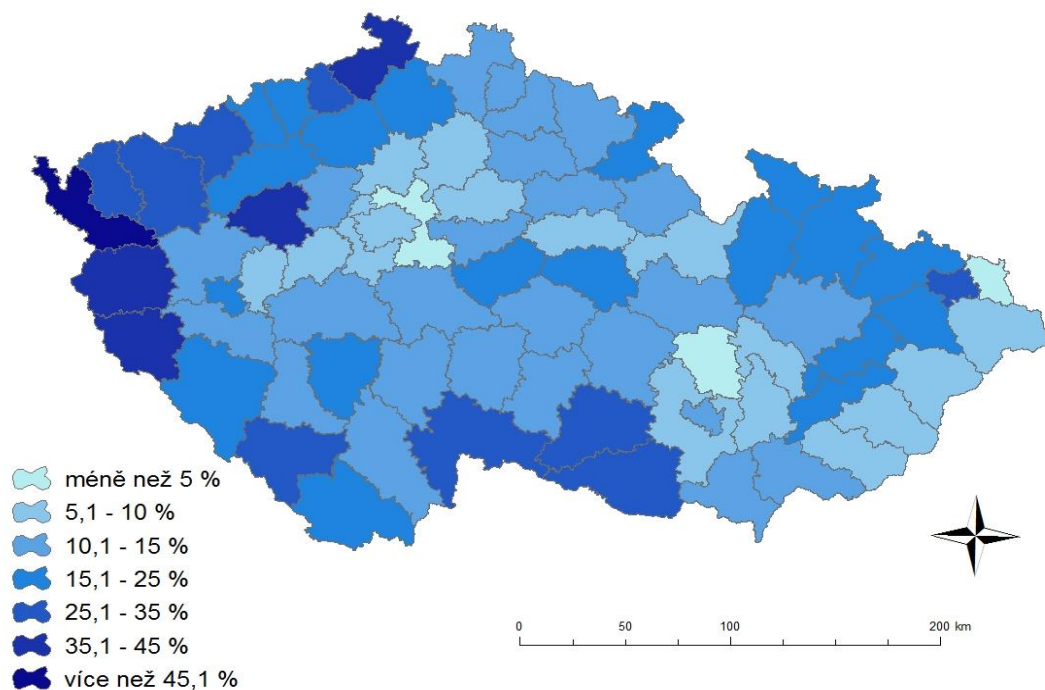 méně než 5 %
5,1 - 10 %
10,1 - 15 %
15,1 - 25 %
25,1 - 35 %
35,1 - 45 %
více než 45,1 %
0 50 100 200 km